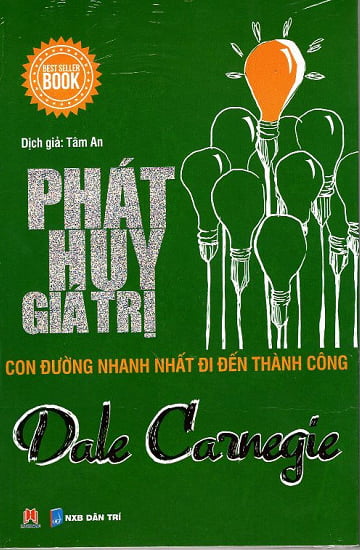 BEST SELLER
BOOK
Dịch giả: Tâm An
PHÁT
HUY
GIÁ TRỊ
CON ĐƯỜNG NHANH NHẤT ĐI ĐẾN THÀNH CÔNG
Dale Carnegie
NXB DÂN TRÍ